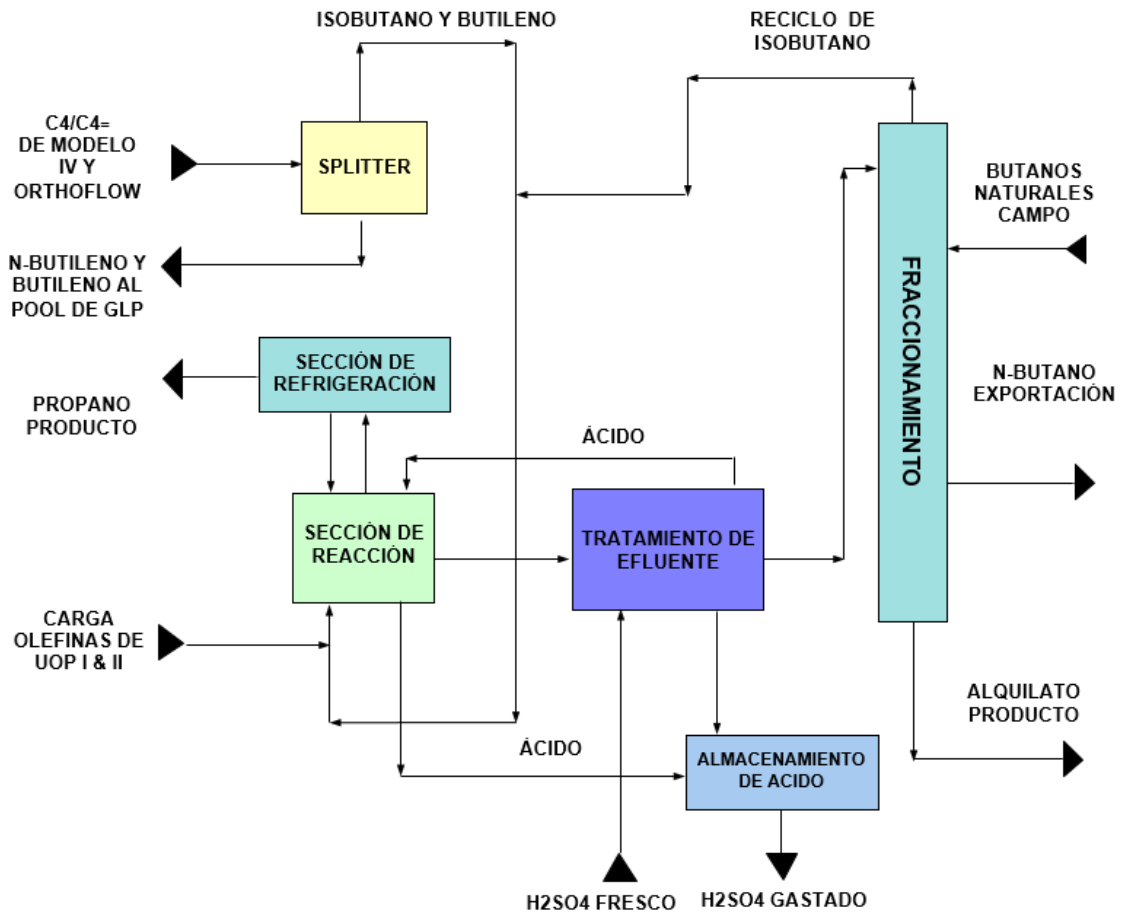 ISOBUTANO Y BUTILENO
RECICLO DE
ISOBUTANO
C4/C4=
DE MODELO
IV Y
ORTHOFLOW
SPLITTER
BUTANOS
NATURALES
CAMPO
N-BUTILENO Y
BUTILENO AL
POOL DE GLP
FRACCIONAMIENTO
SECCIÓN DE
REFRIGERACIÓN
PROPANO
PRODUCTO
N-BUTANO
EXPORTACIÓN
ÁCIDO
SECCIÓN DE
REACCIÓN
TRATAMIENTO DE
EFLUENTE
CARGA
OLEFINAS DE
UOP I & II
ALQUILATO
PRODUCTO
ÁCIDO
ALMACENAMIENTO
DE ACIDO
H2SO4 FRESCO
H2SO4 GASTADO